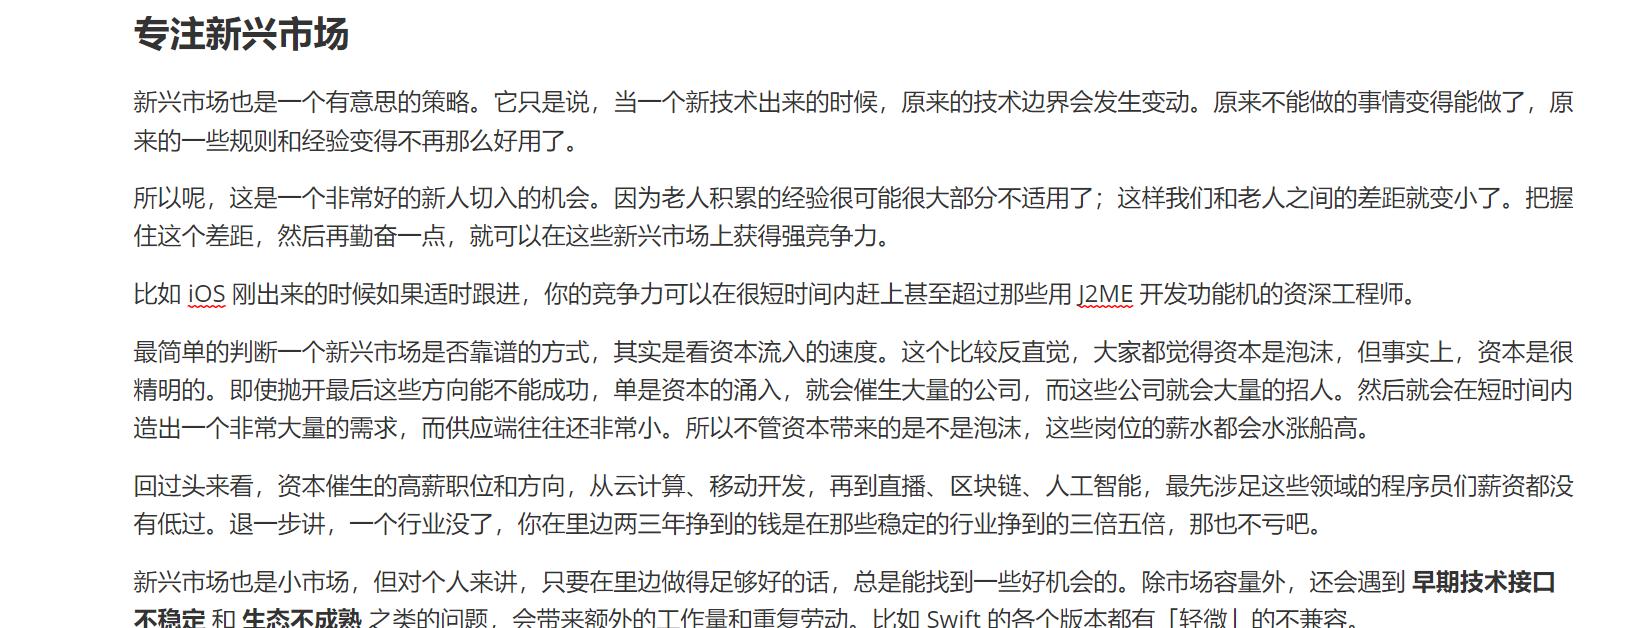 专注新兴市场
新兴市场也是一个有意思的策略。它只是说，当一个新技术出来的时候，原来的技术边界会发生变动。原来不能做的事情变得能做了，原
来的一些规则和经验变得不再那么好用了。
所以呢，这是一个非常好的新人切入的机会。因为老人积累的经验很可能很大部分不适用了；这样我们和老人之间的差距就变小了。把握
住这个差距，然后再勤奋一点，就可以在这些新兴市场上获得强竞争力。
比如 iOS 刚出来的时候如果适时跟进，你的竞争力可以在很短时间内赶上甚至超过那些用 J2ME 开发功能机的资深工程师。
最简单的判断一个新兴市场是否靠谱的方式，其实是看资本流入的速度。这个比较反直觉，大家都觉得资本是泡沫，但事实上，资本是很
精明的。即使抛开最后这些方向能不能成功，单是资本的涌入，就会催生大量的公司，而这些公司就会大量的招人。然后就会在短时间内
造出一个非常大量的需求，而供应端往往还非常小。所以不管资本带来的是不是泡沫，这些岗位的薪水都会水涨船高。
回过头来看，资本催生的高薪职位和方向，从云计算、移动开发，再到直播、区块链、人工智能，最先涉足这些领域的程序员们薪资都没
有低过。退一步讲，一个行业没了，你在里边两三年挣到的钱是在那些稳定的行业挣到的三倍五倍，那也不亏吧。
新兴市场也是小市场，但对个人来讲，只要在里边做得足够好的话，总是能找到一些好机会的。除市场容量外，还会遇到 早期技术接口
不稳定 和 生态不成熟 之类的问题，会带来额外的工作量和重复劳动。比如 Swift 的各个版本都有「轻微」的不兼容。